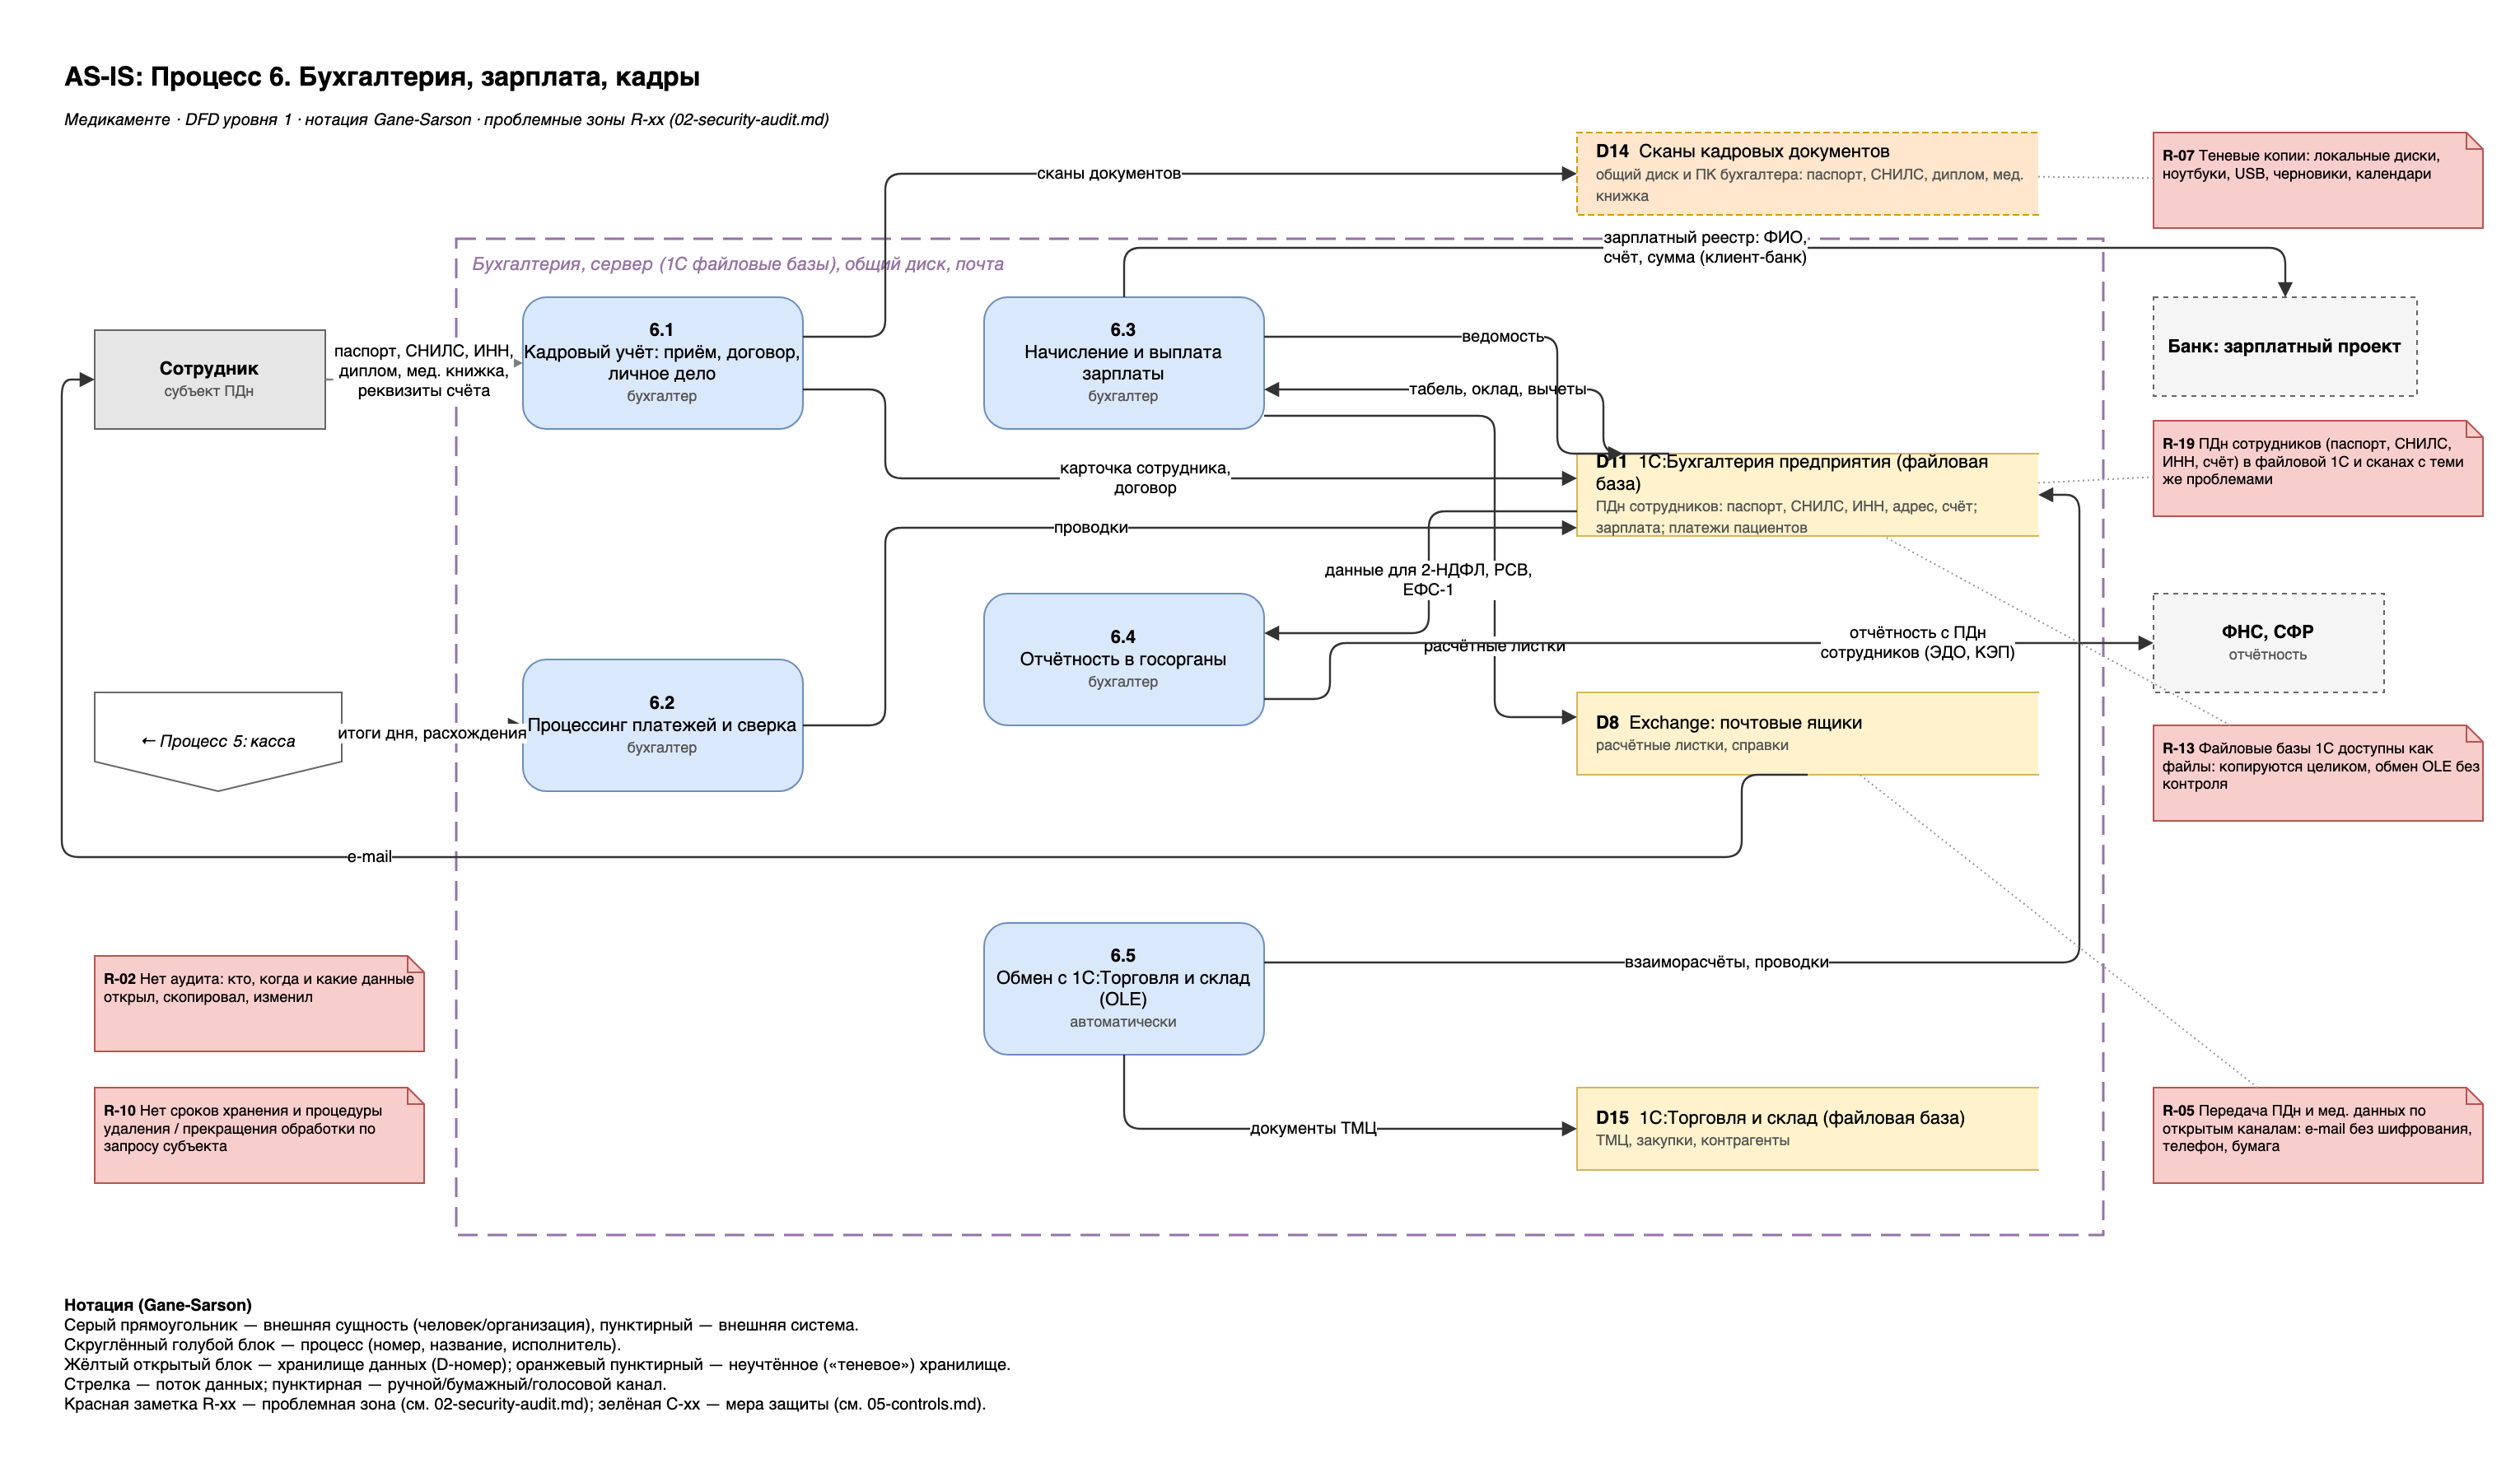 AS-IS: Процесс 6. Бухгалтерия, зарплата, кадры
Медикаменте · DFD уровня 1 · нотация Gane-Sarson · проблемные зоны R-xx (02-security-audit.md)
сканы документов
D14 Сканы кадровых документов
общий диск и ПК бухгалтера: паспорт, СНИЛС, диплом, мед.
книжка
R-07 Теневые копии: локальные диски,
ноутбуки, USB, черновики, календари
зарплатный реестр: ФИО,
счёт, сумма (клиент-банк)
Бухгалтерия, сервер (1С файловые базы), общий диск, почта
Сотрудник
субъект ПДн
паспорт, СНИЛС, ИНН,
диплом, мед. книжка,
реквизиты счёта
6.1
Кадровый учёт: приём, договор,
личное дело
бухгалтер
6.3
Начисление и выплата
зарплаты
бухгалтер
ведомость
табель, оклад, вычеты
Банк: зарплатный проект
карточка сотрудника,
договор
D11 1С:Бухгалтерия предприятия (файловая
база)
ПДн сотрудников: паспорт, СНИЛС, ИНН, адрес, счёт;
зарплата; платежи пациентов
R-19 ПДн сотрудников (паспорт, СНИЛС,
ИНН, счёт) в файловой 1С и сканах с теми
же проблемами
проводки
данные для 2-НДФЛ, РСВ,
ЕФС-1
6.4
Отчётность в госорганы
бухгалтер
расчётные листки
отчётность с ПДн
сотрудников (ЭДО, КЭП)
ФНС, СФР
отчётность
← Процесс 5: касса
итоги дня, расхождения
6.2
Процессинг платежей и сверка
бухгалтер
D8 Exchange: почтовые ящики
расчётные листки, справки
R-13 Файловые базы 1С доступны как
файлы: копируются целиком, обмен OLE без
контроля
e-mail
6.5
Обмен с 1С:Торговля и склад
(OLE)
автоматически
взаиморасчёты, проводки
R-02 Нет аудита: кто, когда и какие данные
открыл, скопировал, изменил
R-10 Нет сроков хранения и процедуры
удаления / прекращения обработки по
запросу субъекта
документы ТМЦ
D15 1С:Торговля и склад (файловая база)
ТМЦ, закупки, контрагенты
R-05 Передача ПДн и мед. данных по
открытым каналам: e-mail без шифрования,
телефон, бумага
Нотация (Gane-Sarson)
Серый прямоугольник — внешняя сущность (человек/организация), пунктирный — внешняя система.
Скруглённый голубой блок — процесс (номер, название, исполнитель).
Жёлтый открытый блок — хранилище данных (D-номер); оранжевый пунктирный — неучтённое («теневое») хранилище.
Стрелка — поток данных; пунктирная — ручной/бумажный/голосовой канал.
Красная заметка R-xx — проблемная зона (см. 02-security-audit.md); зелёная C-xx — мера защиты (см. 05-controls.md).